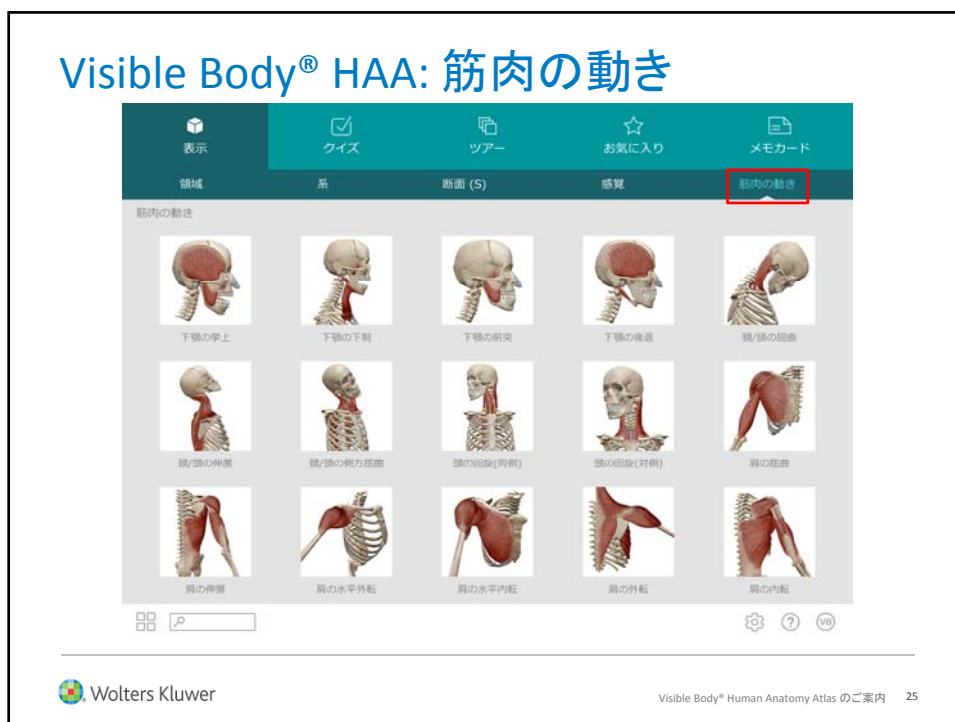 Visible Body® HAA: 筋肉の動き
表示 クイズ ツアー お気に入り メモカード
領域 系 断面 (S) 感覚 筋肉の動き
筋肉の動き
下顎の挙上 下顎の下制 下顎の前突 下顎の後退 頚/頭の屈曲
頚/頭の伸展 頚/頭の側方屈曲 頭の回旋(同側) 頭の回旋(対側) 肩の屈曲
肩の伸展 肩の水平外転 肩の水平内転 肩の外転 肩の内転
VB
Wolters Kluwer
Visible Body® Human Anatomy Atlas のご案内 25